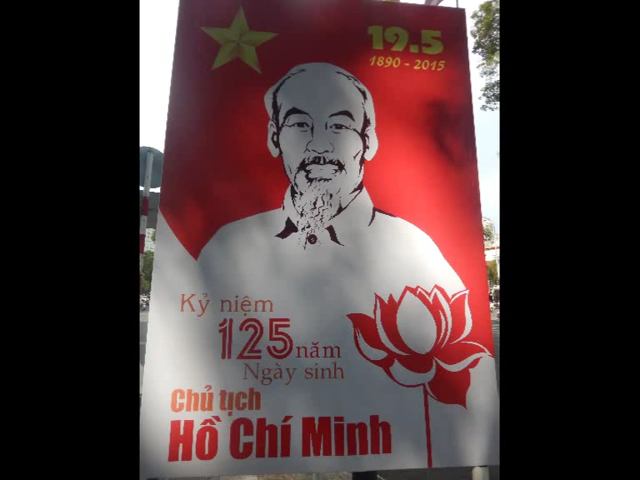 19.5
1890 - 2015
Kỷ niệm
125 năm
Ngày sinh
Chủ tịch
Hồ Chí Minh